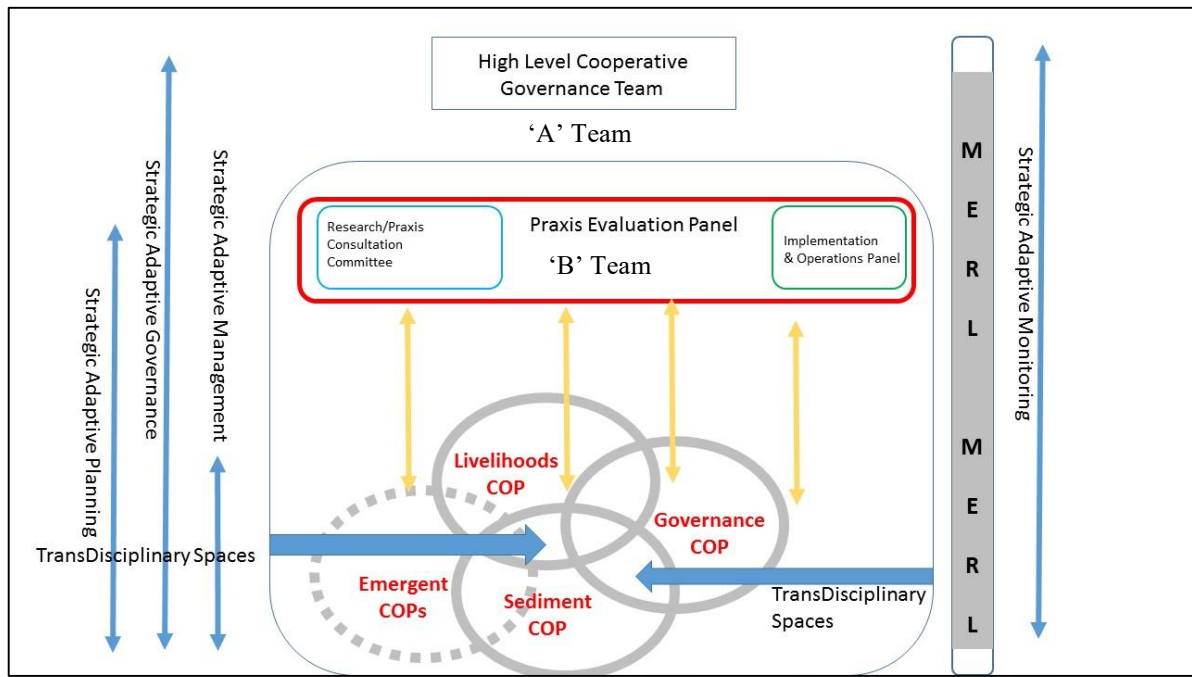 High Level Cooperative
Governance Team
‘A’ Team
Research/Praxis
Consultation
Committee
Praxis Evaluation Panel
‘B’ Team
Implementation
& Operations Panel
Strategic Adaptive Planning
Strategic Adaptive Governance
Strategic Adaptive Management
TransDisciplinary Spaces
Livelihoods
COP
Governance
COP
Emergent
COPs
Sediment
COP
TransDisciplinary
Spaces
M
E
R
L
M
E
R
L
Strategic Adaptive Monitoring